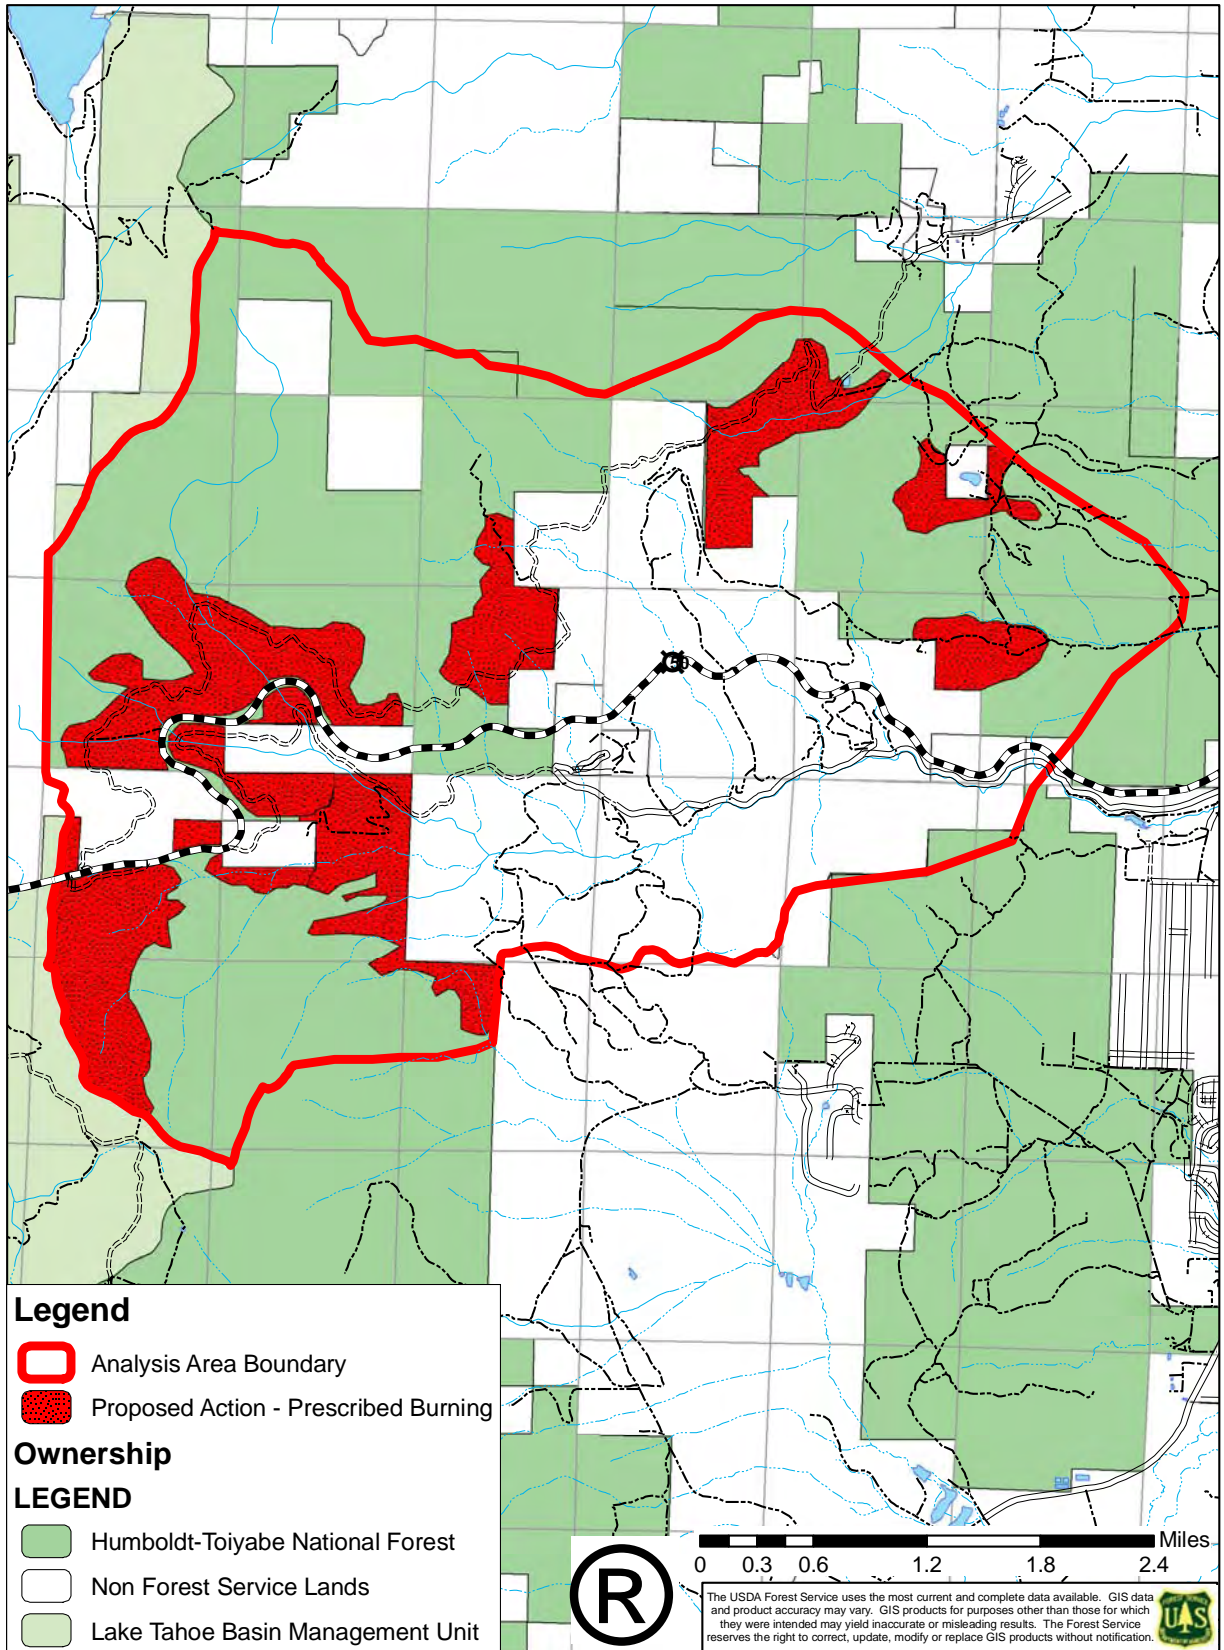 50
Legend
Analysis Area Boundary
Proposed Action - Prescribed Burning
Ownership
LEGEND
Humboldt-Toiyabe National Forest
Non Forest Service Lands
Lake Tahoe Basin Management Unit
R
Miles
0 0.3 0.6 1.2 1.8 2.4
The USDA Forest Service uses the most current and complete data available. GIS data
and product accuracy may vary. GIS products for purposes other than those for which
they were intended may yield inaccurate or misleading results. The Forest Service
reserves the right to correct, update, modify or replace GIS products without notification.
FOREST SERVICE
UAS